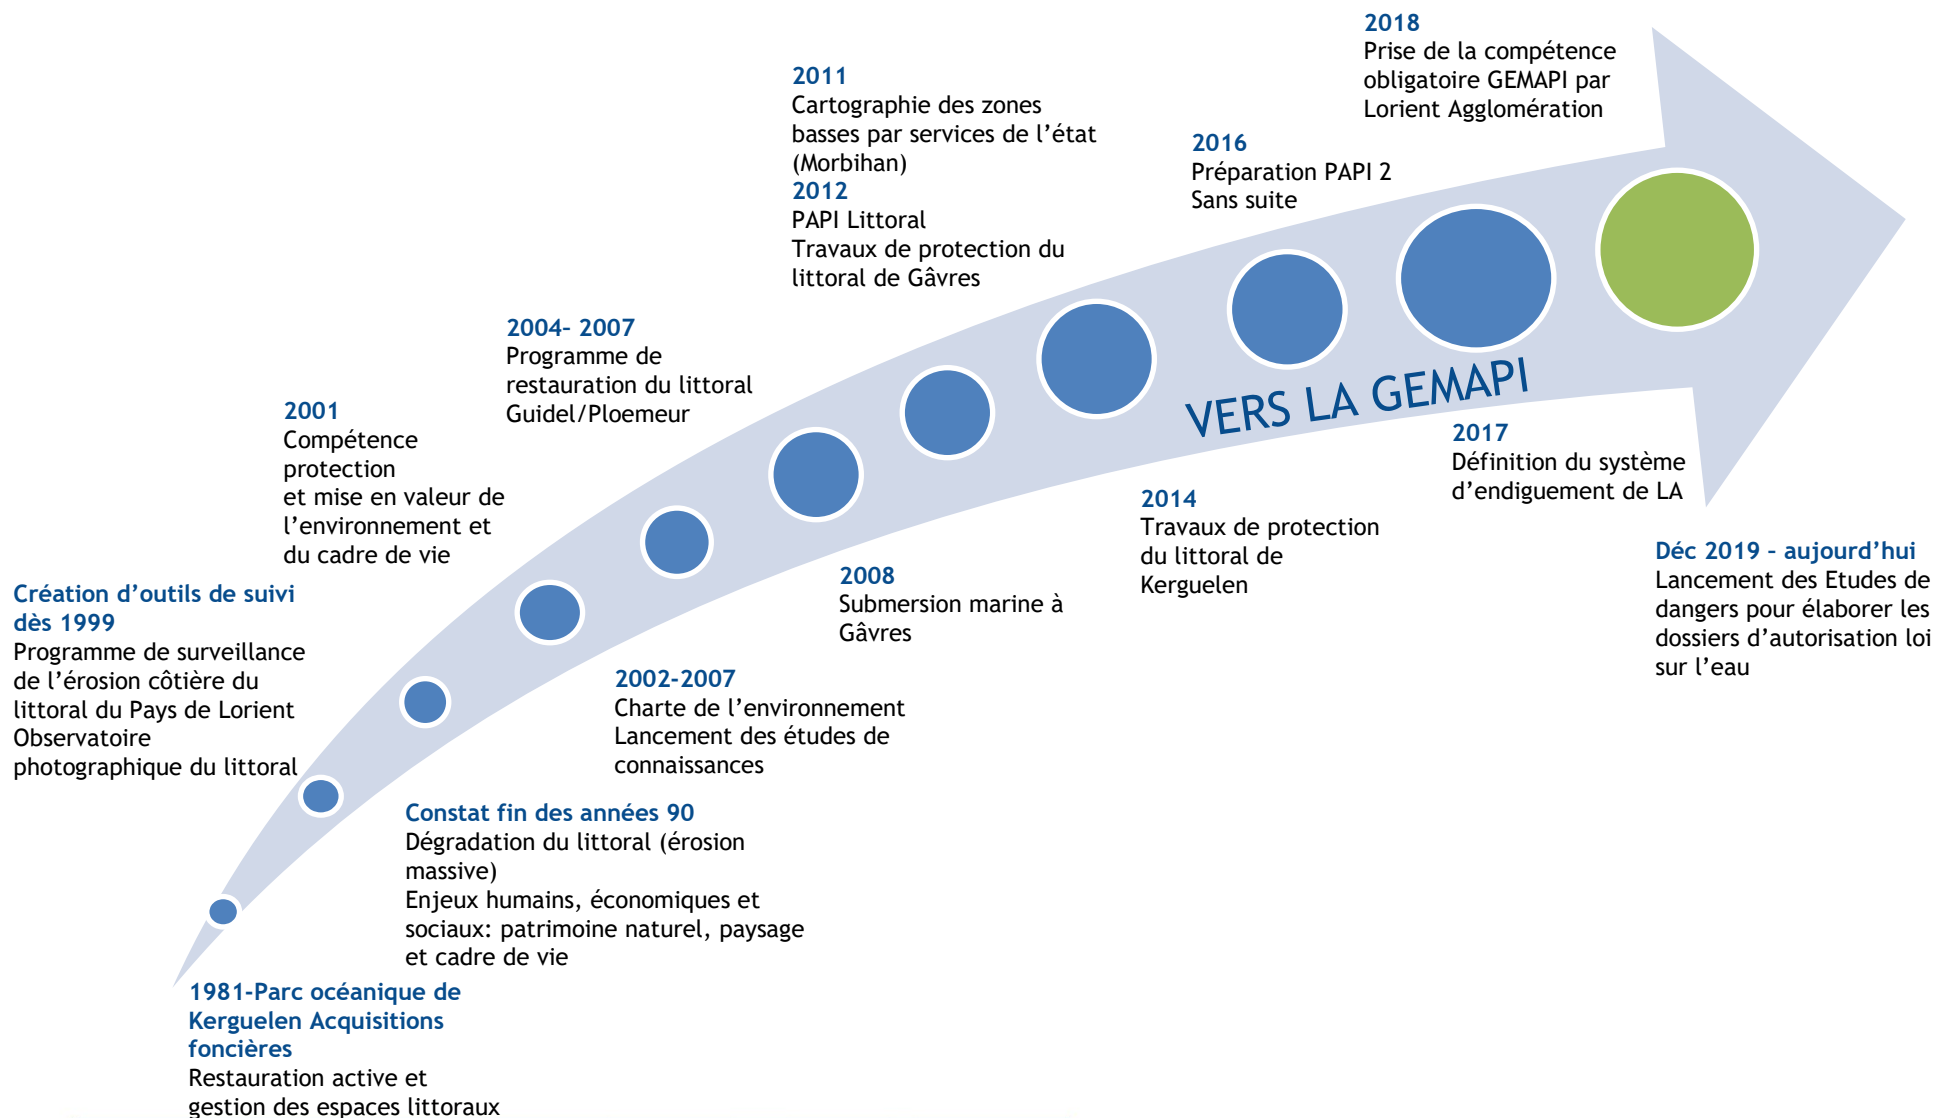 2018
Prise de la compétence
obligatoire GEMAPI par
Lorient Agglomération
2011
Cartographie des zones
basses par services de l’état
(Morbihan)
2012
PAPI Littoral
Travaux de protection du
littoral de Gâvres
2016
Préparation PAPI 2
Sans suite
2004– 2007
Programme de
restauration du littoral
Guidel/Ploemeur
2001
Compétence
protection
et mise en valeur de
l’environnement et
du cadre de vie
VERS LA GEMAPI
2017
Définition du système
d’endiguement de LA
2014
Travaux de protection
du littoral de
Kerguelen
Déc 2019 – aujourd’hui
Lancement des Etudes de
dangers pour élaborer les
dossiers d’autorisation loi
sur l’eau
2008
Submersion marine à
Gâvres
Création d’outils de suivi
dès 1999
Programme de surveillance
de l’érosion côtière du
littoral du Pays de Lorient
Observatoire
photographique du littoral
2002-2007
Charte de l’environnement
Lancement des études de
connaissances
Constat fin des années 90
Dégradation du littoral (érosion
massive)
Enjeux humains, économiques et
sociaux: patrimoine naturel, paysage
et cadre de vie
1981-Parc océanique de
Kerguelen Acquisitions
foncières
Restauration active et
gestion des espaces littoraux